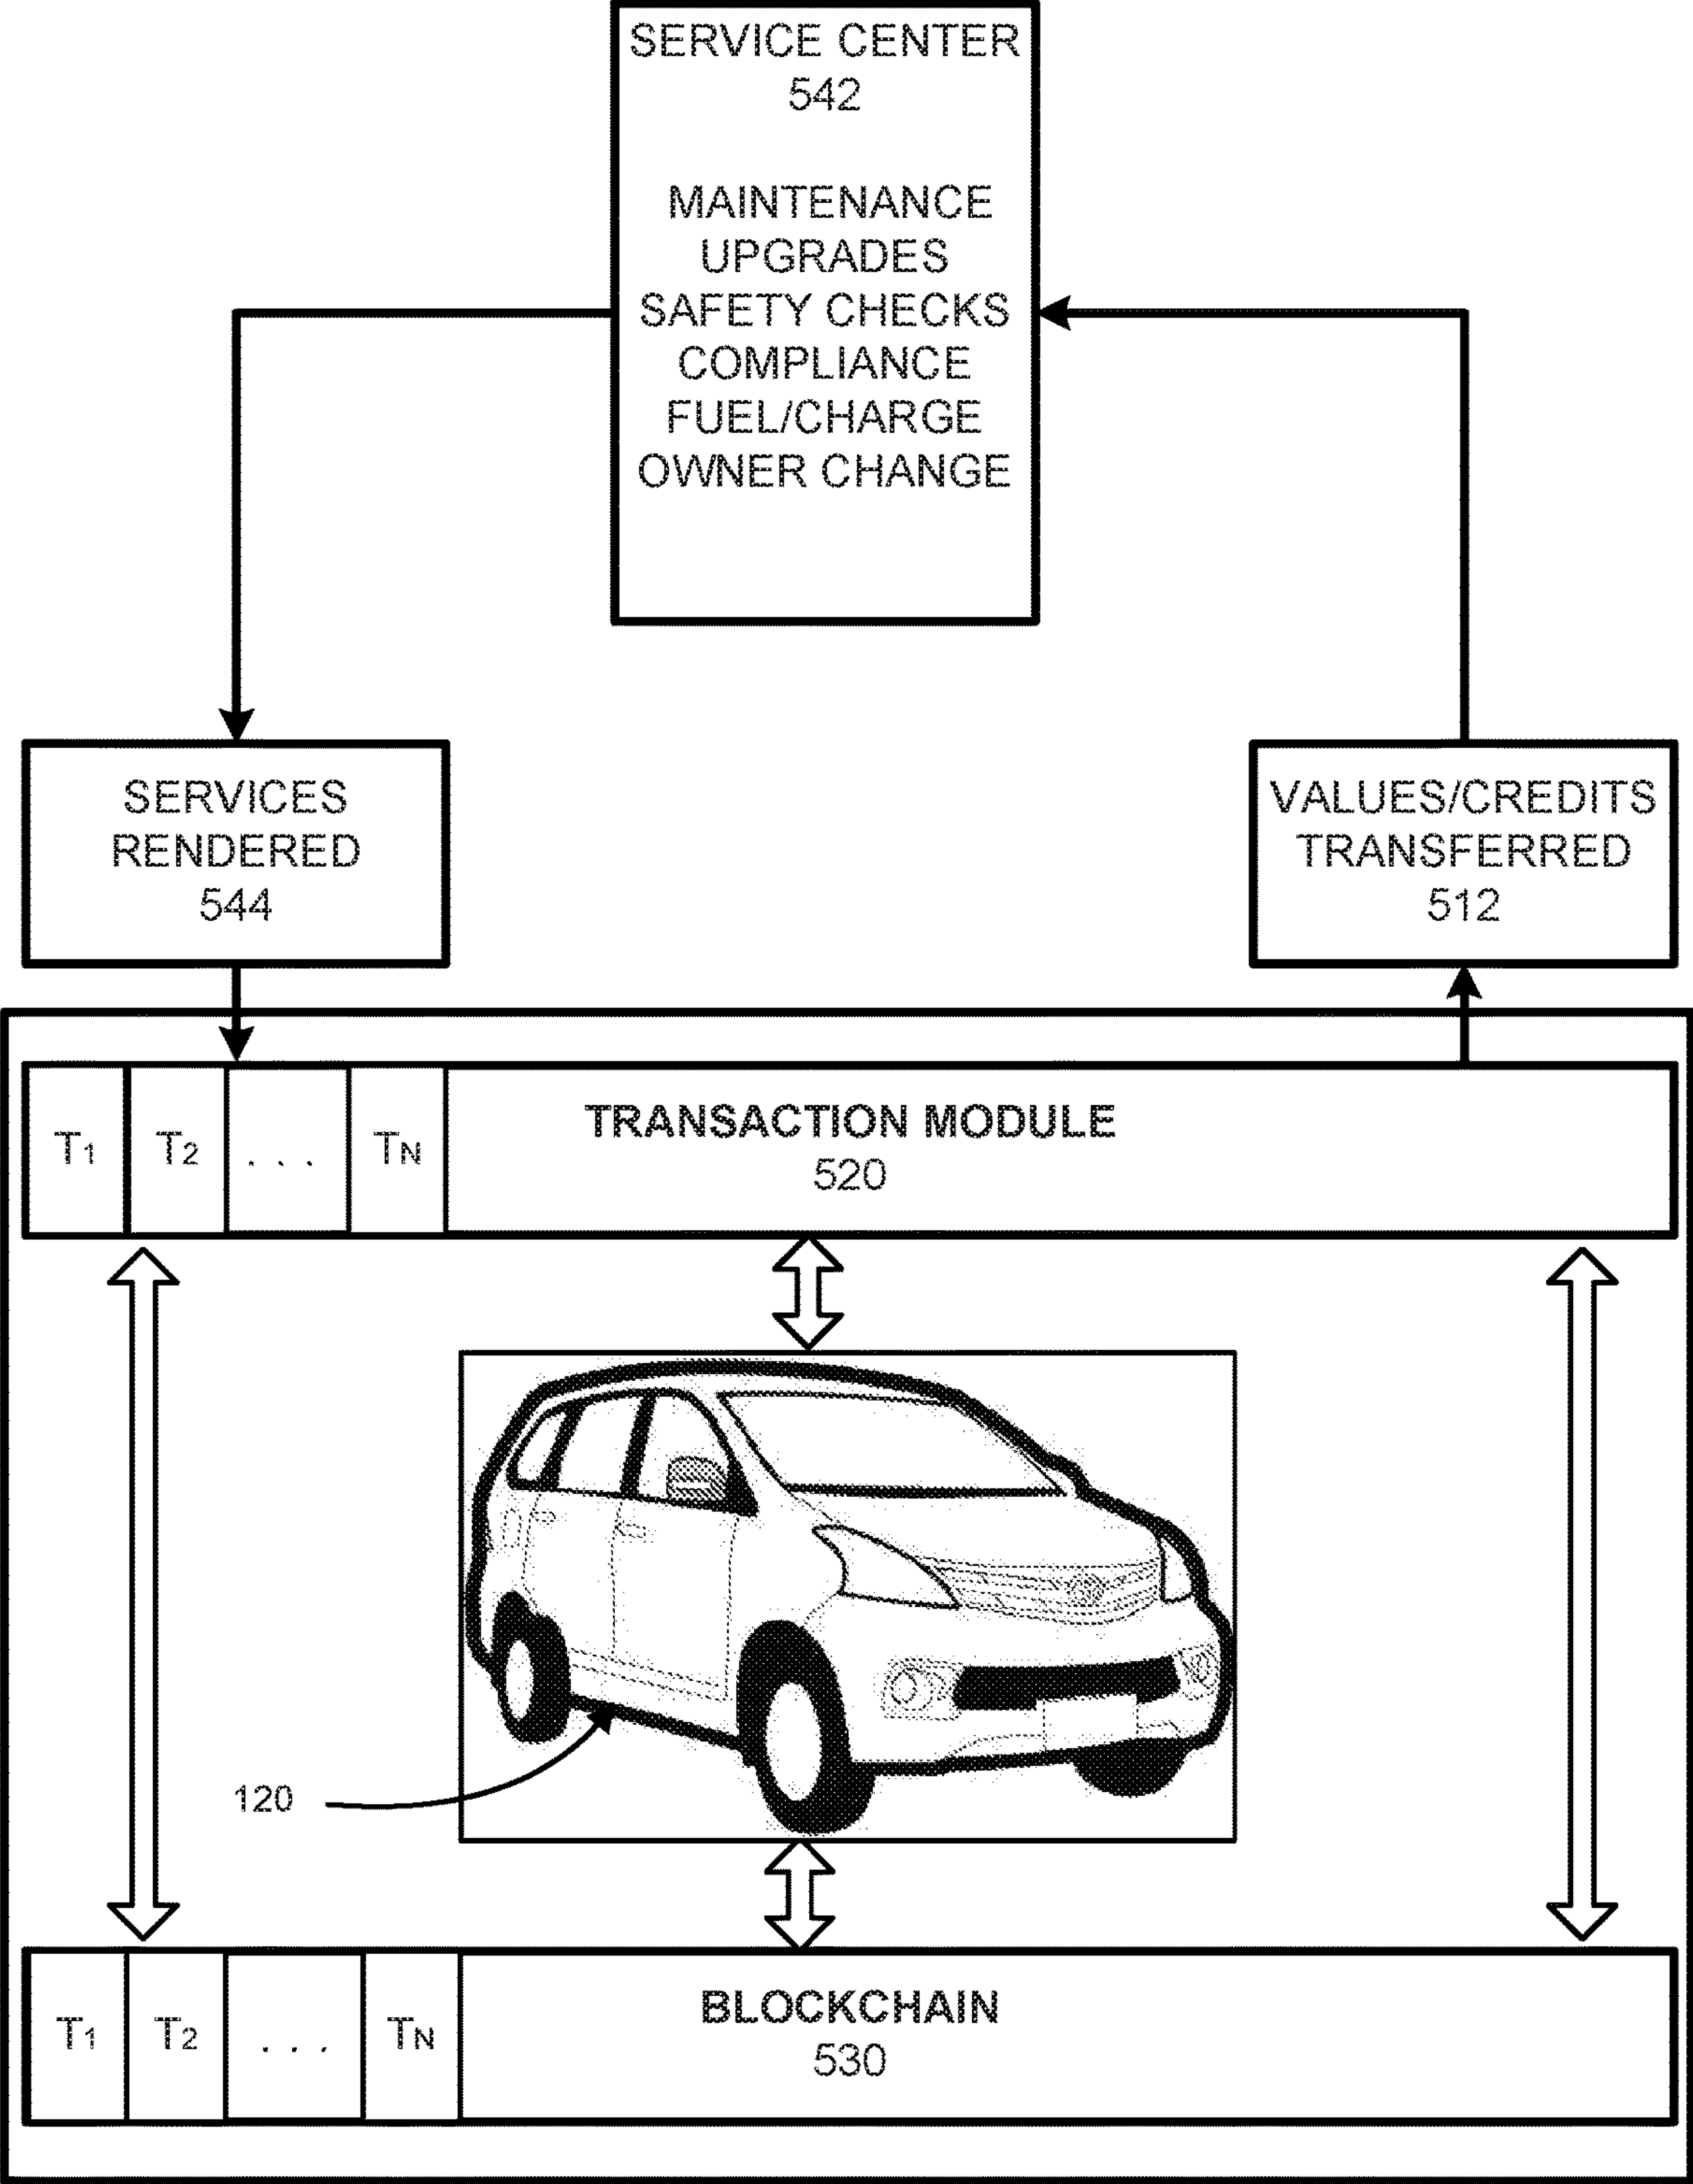 SERVICE CENTER
542
MAINTENANCE
UPGRADES
SAFETY CHECKS
COMPLIANCE
FUEL/CHARGE
OWNER CHANGE
SERVICES
RENDERED
544
VALUES/CREDITS
TRANSFERRED
512
T1 T2 . . . TN
TRANSACTION MODULE
520
120
T1 T2 . . . TN
BLOCKCHAIN
530